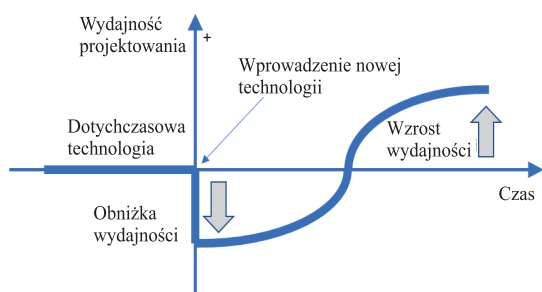 Wydajność
projektowania
+
Wprowadzenie nowej
technologii
Dotychczasowa
technologia
Wzrost
wydajności
Czas
Obniżka
wydajności